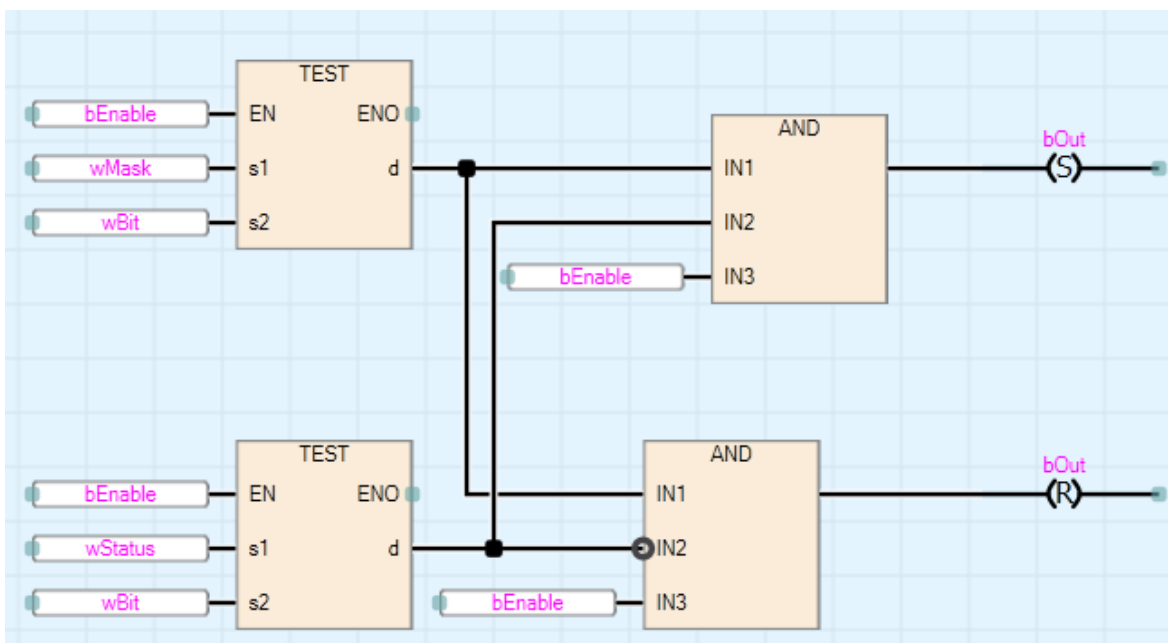 TEST
bEnable EN ENO
wMask s1 d
wBit s2
AND
IN1
IN2
bEnable IN3
bOut
(S)
TEST
bEnable EN ENO
wStatus s1 d
wBit s2
AND
IN1
IN2
bEnable IN3
bOut
(R)